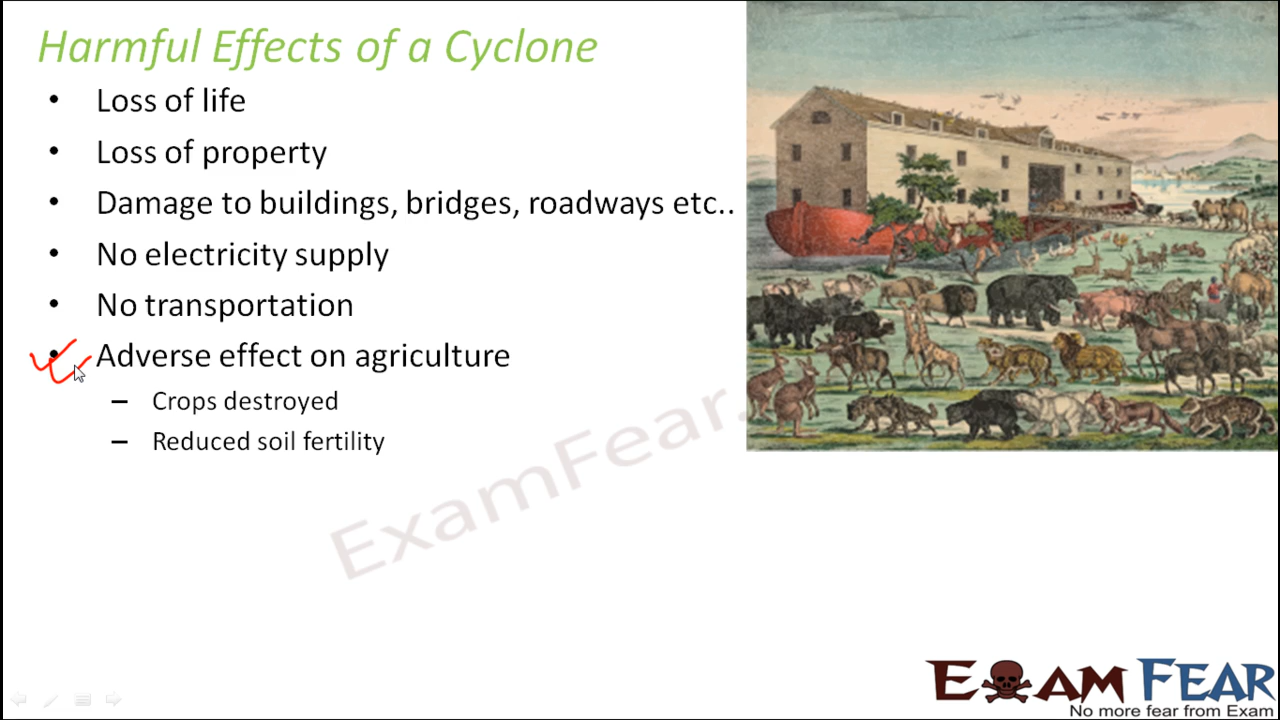 Harmful Effects of a Cyclone
• Loss of life
• Loss of property
• Damage to buildings, bridges, roadways etc..
• No electricity supply
• No transportation
• Adverse effect on agriculture
– Crops destroyed
– Reduced soil fertility
ExamFear.
EXAM FEAR
No more fear from Exam